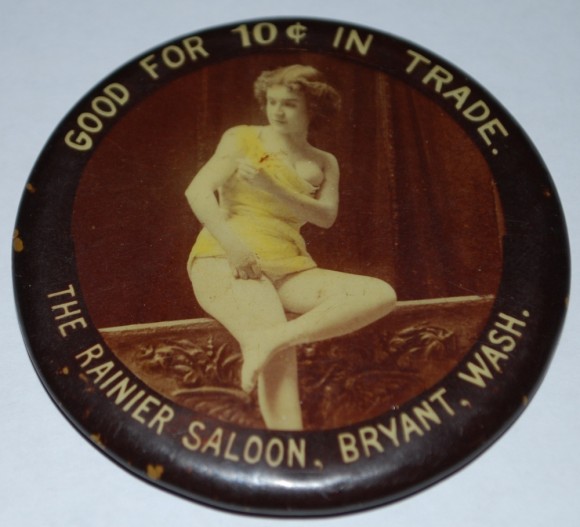 GOOD FOR 10¢ IN TRADE.
THE RAINIER SALOON, BRYANT, WASH.